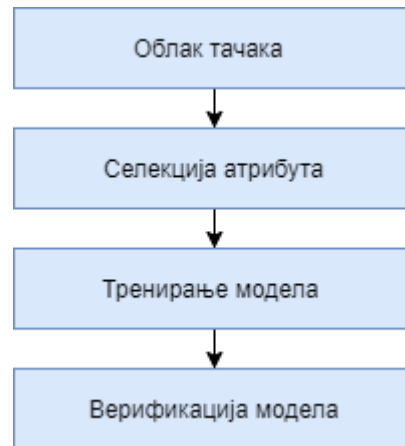 Облак тачака
Селекција атрибута
Тренирање модела
Верификација модела